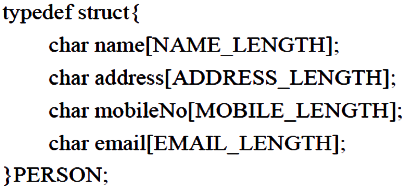 typedef struct{
char name[NAME_LENGTH];
char address[ADDRESS_LENGTH];
char mobileNo[MOBILE_LENGTH];
char email[EMAIL_LENGTH];
}PERSON;